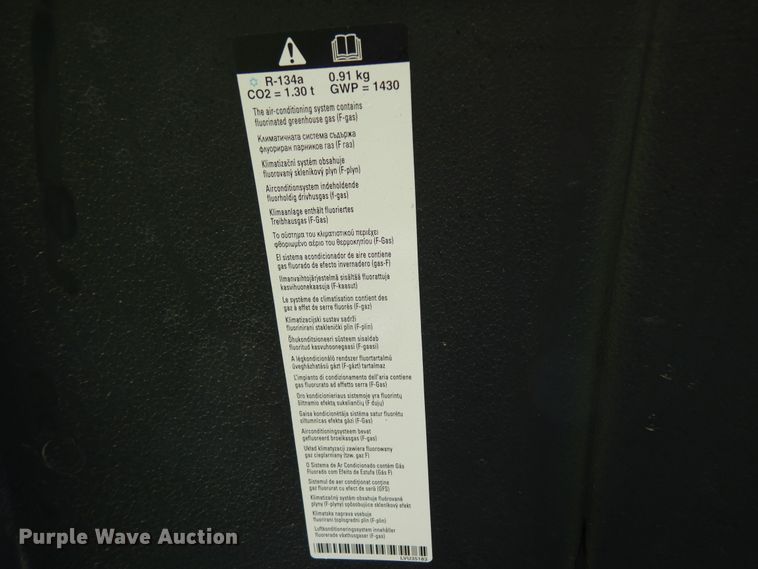 R-134a 0.91 kg
CO2 = 1.30 t GWP = 1430
The air-conditioning system contains
fluorinated greenhouse gas (F-gas)
Климатичната система съдържа
флуориран парников газ (F газ)
Klimatizační systém obsahuje
fluorovaný skleníkový plyn (F-plyn)
Airconditionsystem indeholdende
fluorholdig drivhusgas (f-gas)
Klimaanlage enthält fluoriertes
Treibhausgas (F-Gas)
Το σύστημα του κλιματιστικού περιέχει
φθοριωμένο αέριο του θερμοκηπίου (F-Gas)
El sistema acondicionador de aire contiene
gas fluorado de efecto invernadero (gas-F)
Ilmanvaihtojärjestelmä sisältää fluorattuja
kasvihuonekaasuja (F-kaasut)
Le système de climatisation contient des
gaz à effet de serre fluorés (F-gaz)
Klimatizacijski sustav sadrži
fluorinirani staklenički plin (F-plin)
Õhukonditsioneeri süsteem sisaldab
fluoritud kasvuhoonegaasi (F-gaasi)
A légkondicionáló rendszer fluortartalmú
üvegházhatású gázt (F-gázt) tartalmaz
L'impianto di condizionamento dell'aria contiene
gas fluorurato ad effetto serra (F-Gas)
Oro kondicionieriaus sistemoje yra fluorintų
šiltnamio efektą sukeliančių (F dujų)
Gaisa kondicionētāja sistēma satur fluorētu
siltumnīcas efekta gāzi (F-Gas)
Airconditioningsysteem bevat
gefluoreerd broeikasgas (F-gas)
Układ klimatyzacji zawiera fluorowany
gaz cieplarniany (tzw. gaz F)
O Sistema de Ar Condicionado contém Gás
Fluorado com Efeito de Estufa (Gás F)
Sistemul de aer condiţionat conţine
gaz fluorurat cu efect de seră (GFS)
Klimatizačný systém obsahuje fluórované
plyny (F-plyny) spôsobujúce skleníkový efekt
Klimatska naprava vsebuje
fluorirani toplogredni plin (F-plin)
Luftkonditioneringssystem innehåller
fluorerade växthusgaser (F-gas)
LVU35183
Purple Wave Auction